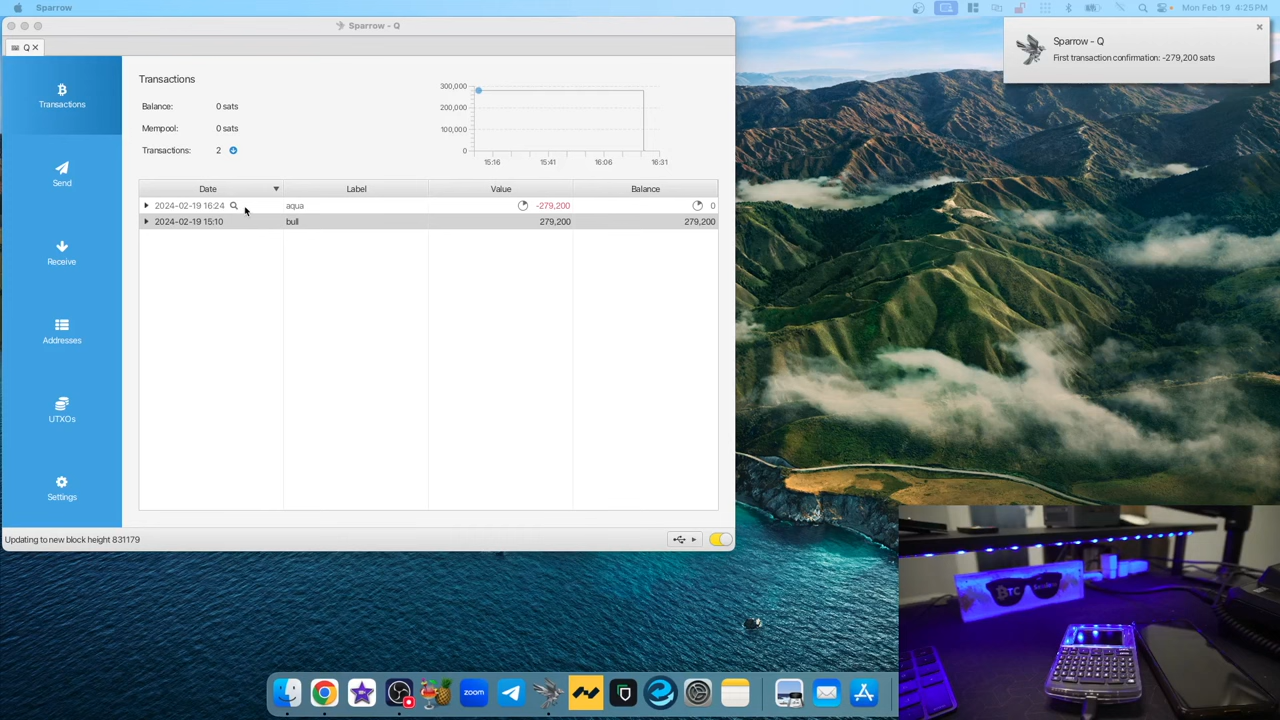 Sparrow
Mon Feb 19 4:25 PM
Sparrow - Q
Q
Sparrow - Q
First transaction confirmation: -279,200 sats
Transactions
Send
Receive
Addresses
UTXOs
Settings
Transactions
Balance: 0 sats
Mempool: 0 sats
Transactions: 2
300,000
200,000
100,000
0
15:16 15:41 16:06 16:31
Date Label Value Balance
2024-02-19 16:24 aqua -279,200 0
2024-02-19 15:10 bull 279,200 279,200
Updating to new block height 831179
zoom
BTC